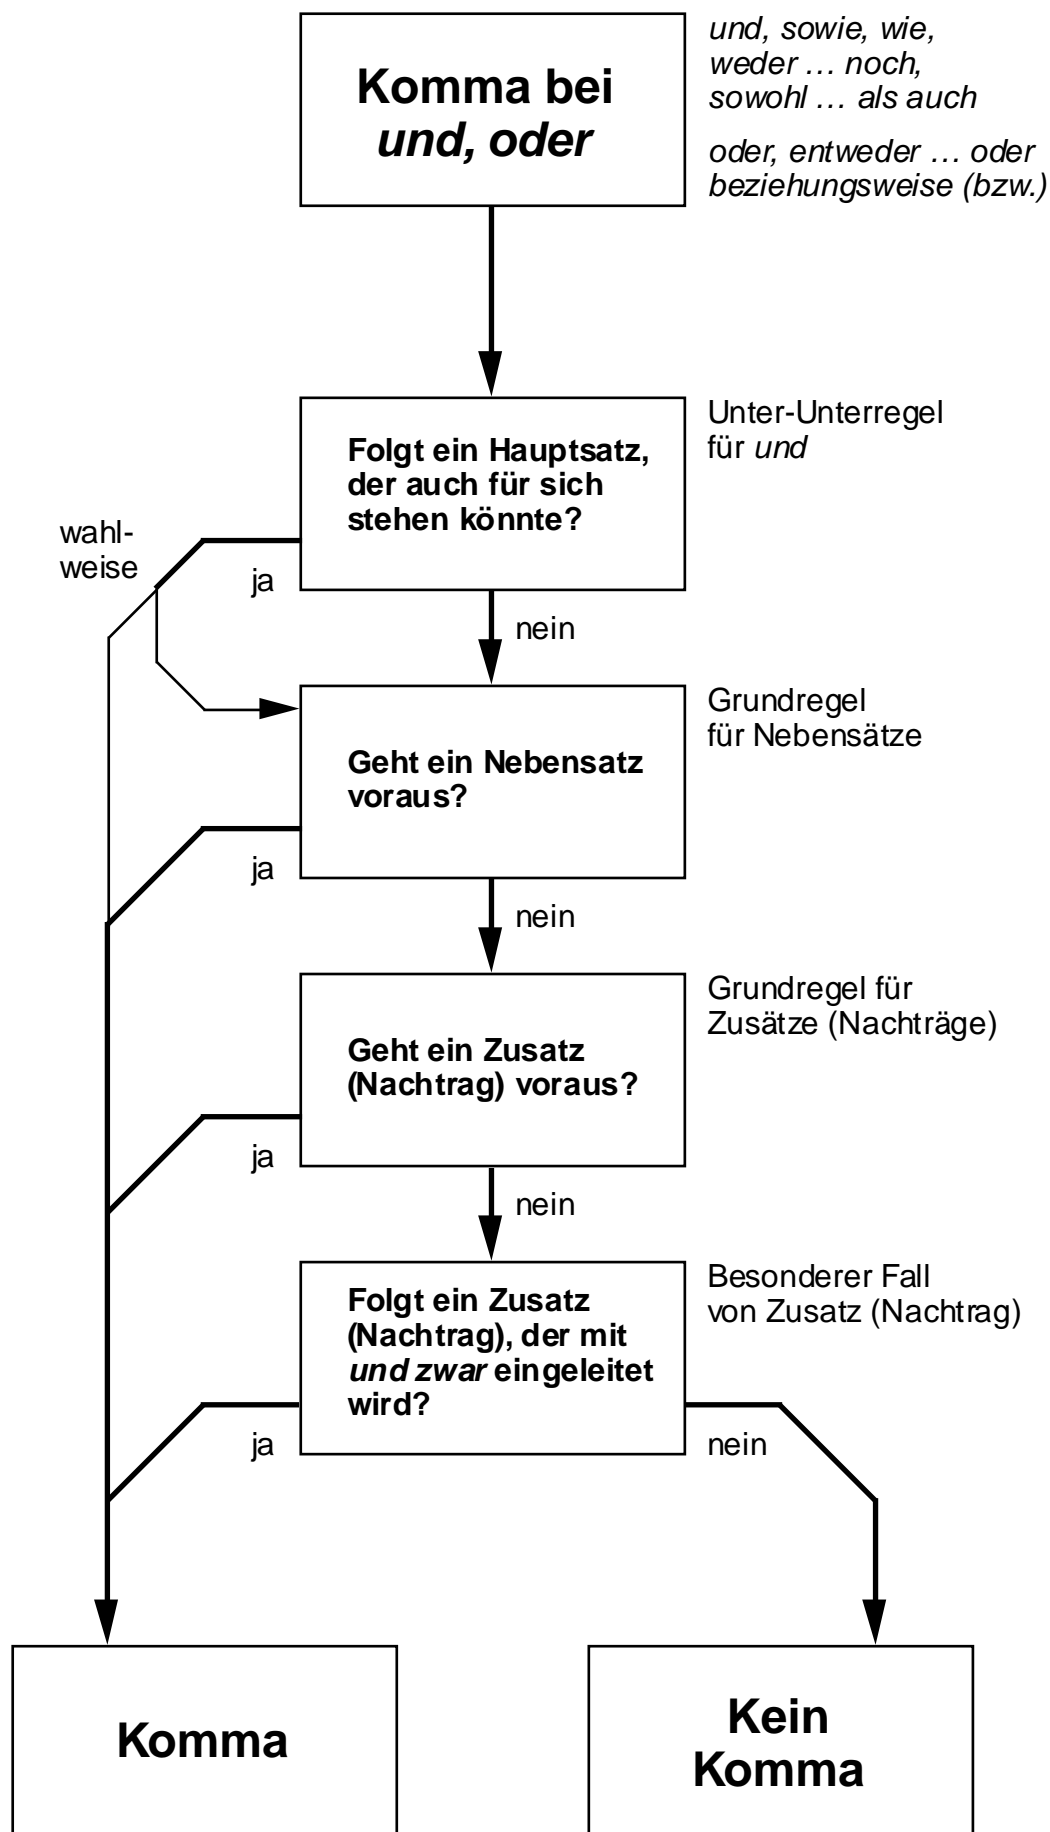 Komma bei
und, oder
und, sowie, wie,
weder … noch,
sowohl … als auch
oder, entweder … oder
beziehungsweise (bzw.)
Folgt ein Hauptsatz,
der auch für sich
stehen könnte?
Unter-Unterregel
für und
wahl-
weise
ja
nein
Geht ein Nebensatz
voraus?
Grundregel
für Nebensätze
ja
nein
Geht ein Zusatz
(Nachtrag) voraus?
Grundregel für
Zusätze (Nachträge)
ja
nein
Folgt ein Zusatz
(Nachtrag), der mit
und zwar eingeleitet
wird?
Besonderer Fall
von Zusatz (Nachtrag)
ja
nein
Komma
Kein
Komma